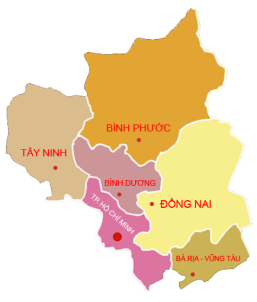 BÌNH PHƯỚC
TÂY NINH
BÌNH DƯƠNG
TP. HỒ CHÍ MINH
ĐỒNG NAI
BÀ RỊA - VŨNG TÀU